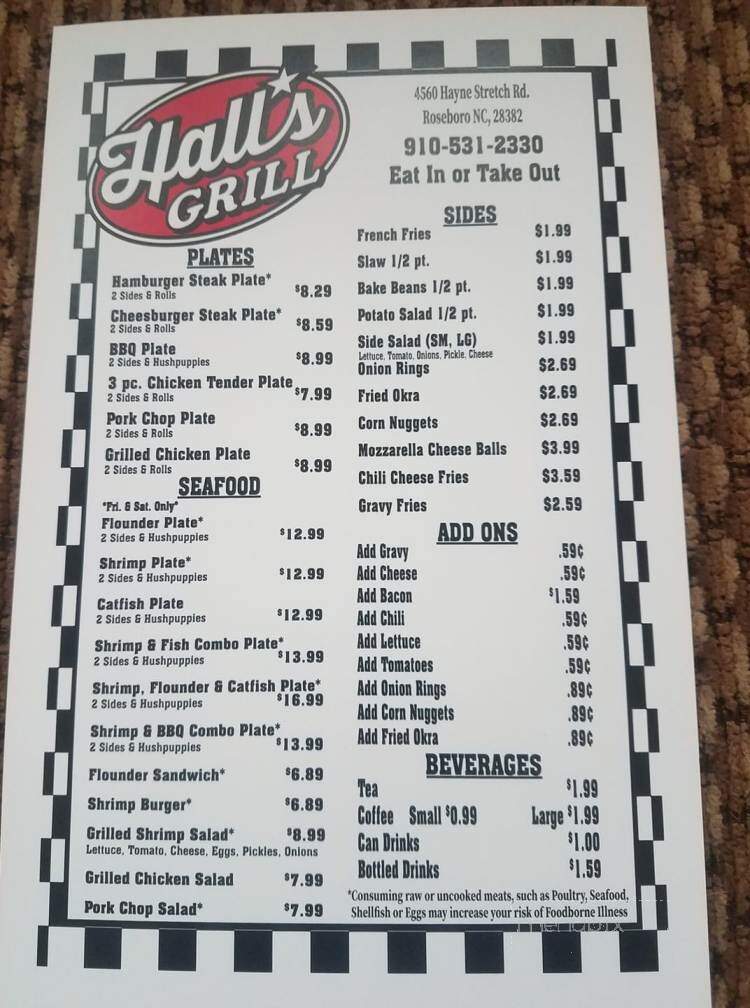 Hall's
GRILL
4560 Hayne Stretch Rd.
Roseboro NC, 28382
910-531-2330
Eat In or Take Out
PLATES
Hamburger Steak Plate*
2 Sides & Rolls $8.29
Cheesburger Steak Plate*
2 Sides & Rolls $8.59
BBQ Plate
2 Sides & Hushpuppies $8.99
3 pc. Chicken Tender Plate
2 Sides & Rolls $7.99
Pork Chop Plate
2 Sides & Rolls $8.99
Grilled Chicken Plate
2 Sides & Rolls $8.99
SEAFOOD
*Fri. & Sat. Only*
Flounder Plate*
2 Sides & Hushpuppies $12.99
Shrimp Plate*
2 Sides & Hushpuppies $12.99
Catfish Plate
2 Sides & Hushpuppies $12.99
Shrimp & Fish Combo Plate*
2 Sides & Hushpuppies $13.99
Shrimp, Flounder & Catfish Plate*
2 Sides & Hushpuppies $16.99
Shrimp & BBQ Combo Plate*
2 Sides & Hushpuppies $13.99
Flounder Sandwich* $6.89
Shrimp Burger* $6.89
Grilled Shrimp Salad* $8.99
Lettuce, Tomato, Cheese, Eggs, Pickles, Onions
Grilled Chicken Salad $7.99
Pork Chop Salad* $7.99
SIDES
French Fries $1.99
Slaw 1/2 pt. $1.99
Bake Beans 1/2 pt. $1.99
Potato Salad 1/2 pt. $1.99
Side Salad (SM, LG) $1.99
Lettuce, Tomato, Onions, Pickle, Cheese
Onion Rings $2.69
Fried Okra $2.69
Corn Nuggets $2.69
Mozzarella Cheese Balls $3.99
Chili Cheese Fries $3.59
Gravy Fries $2.59
ADD ONS
Add Gravy .59¢
Add Cheese .59¢
Add Bacon $1.59
Add Chili .59¢
Add Lettuce .59¢
Add Tomatoes .59¢
Add Onion Rings .89¢
Add Corn Nuggets .89¢
Add Fried Okra .89¢
BEVERAGES
Tea $1.99
Coffee Small $0.99 Large $1.99
Can Drinks $1.00
Bottled Drinks $1.59
*Consuming raw or uncooked meats, such as Poultry, Seafood,
Shellfish or Eggs may increase your risk of Foodborne Illness